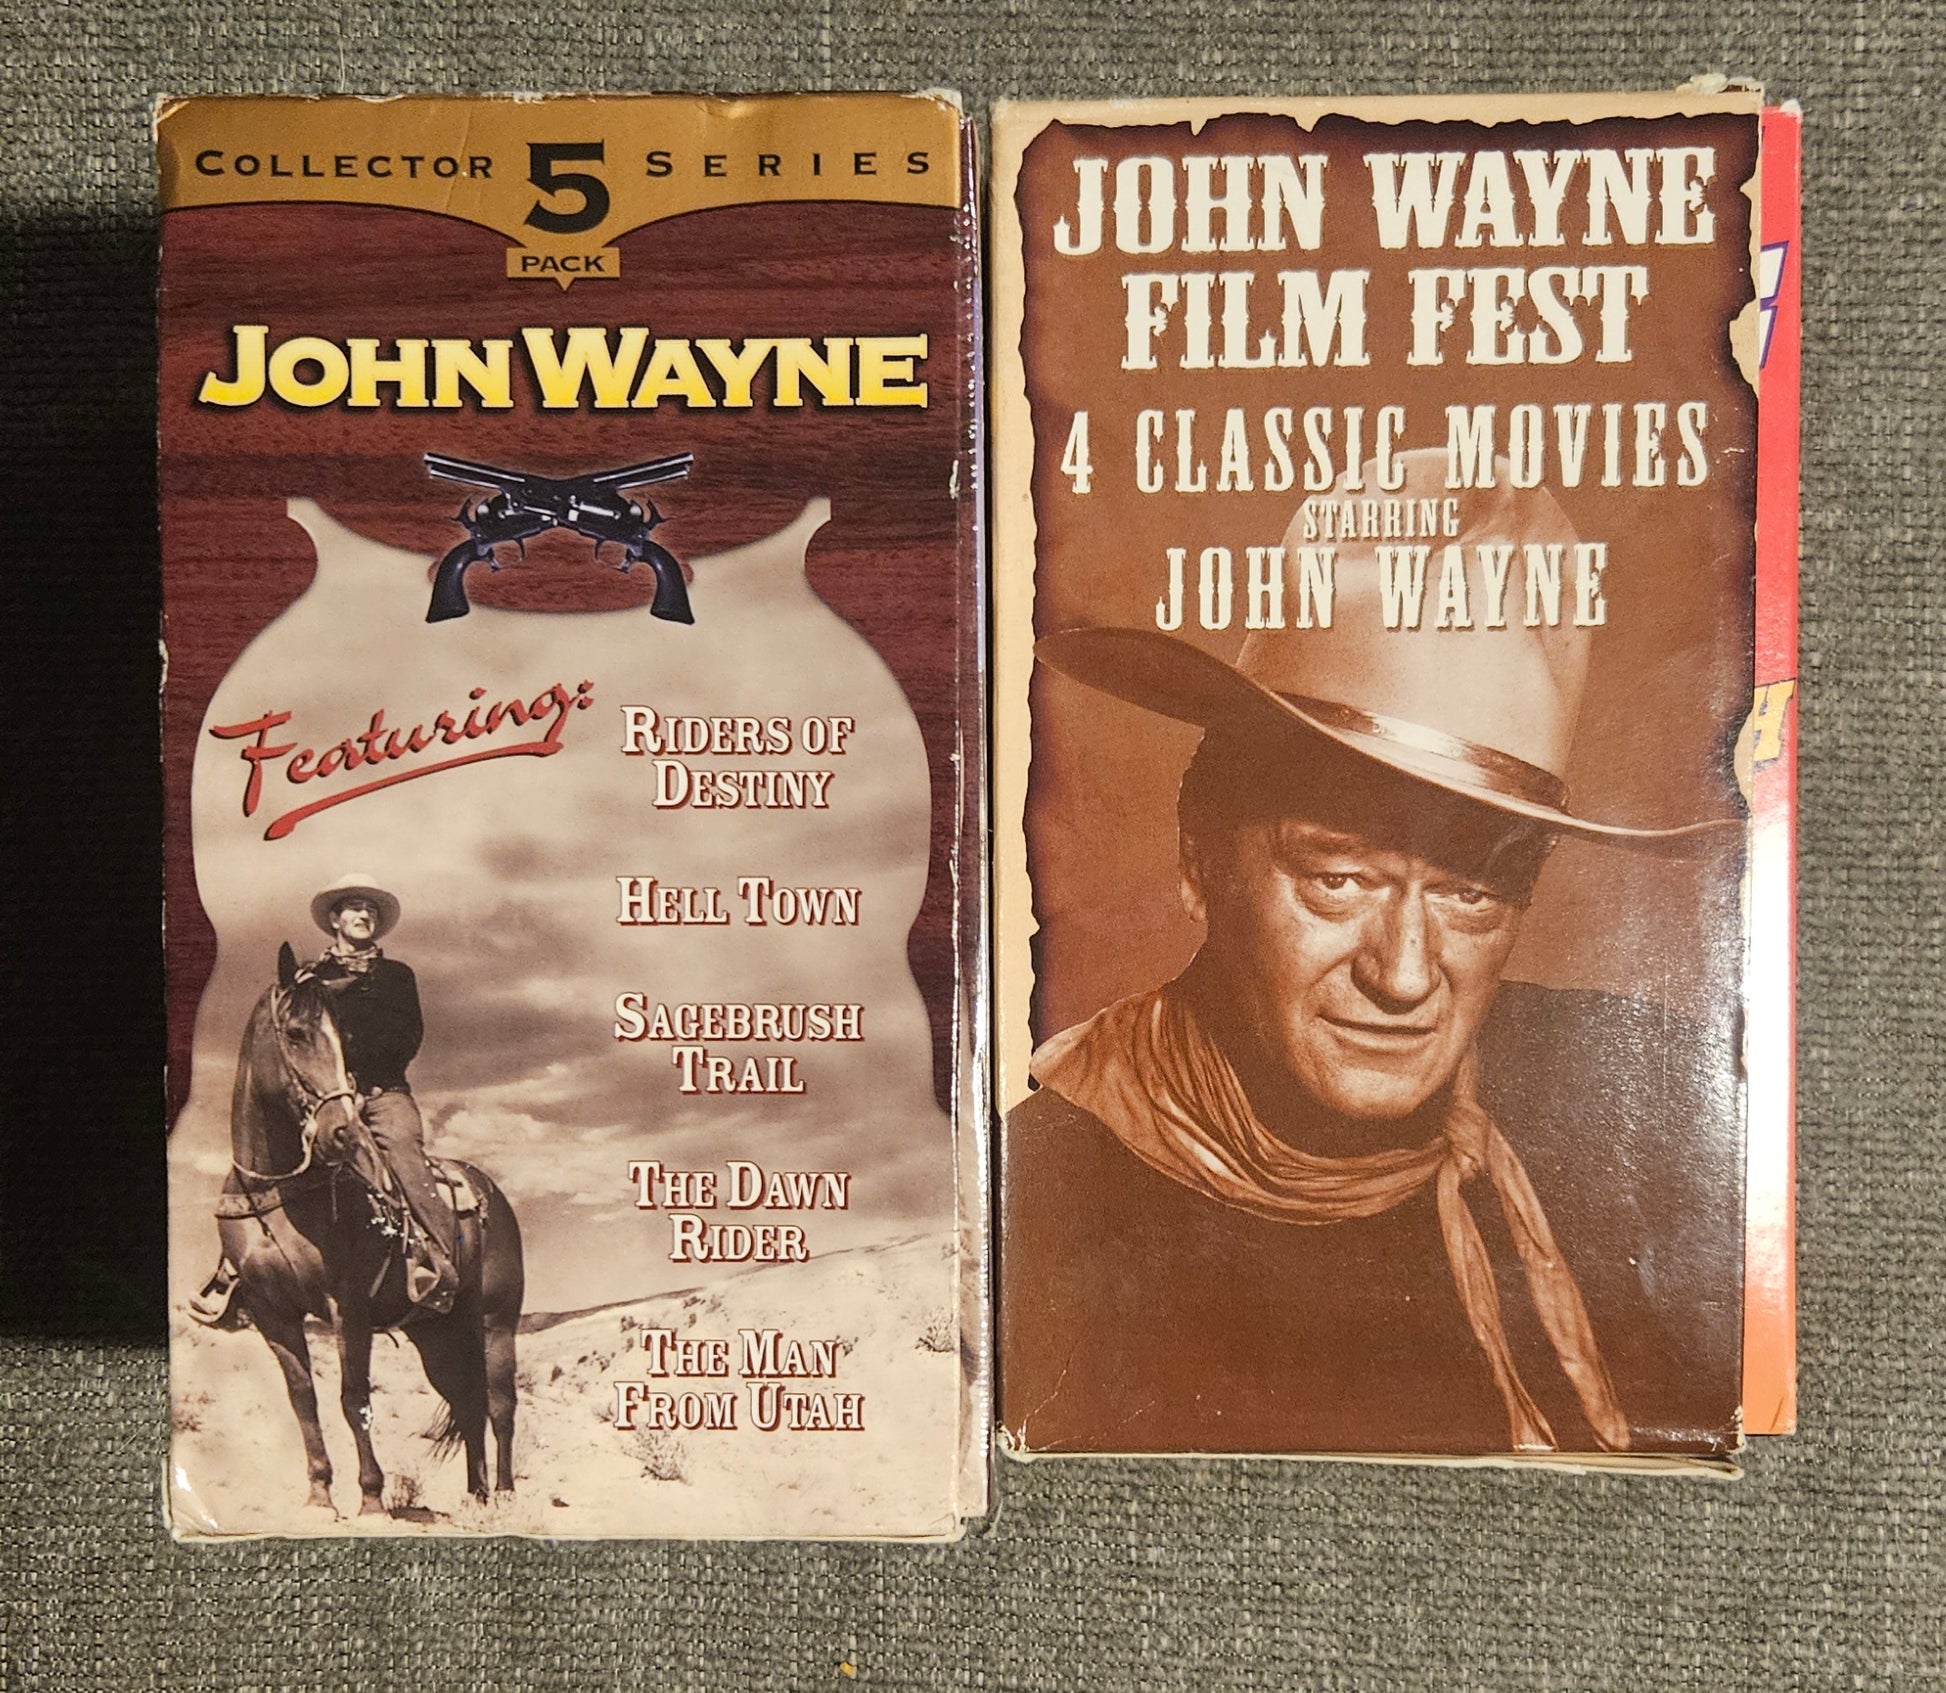 COLLECTOR 5 SERIES
PACK
JOHN WAYNE
Featuring:
RIDERS OF
DESTINY
HELL TOWN
SAGEBRUSH
TRAIL
THE DAWN
RIDER
THE MAN
FROM UTAH
JOHN WAYNE
FILM FEST
4 CLASSIC MOVIES
STARRING
JOHN WAYNE